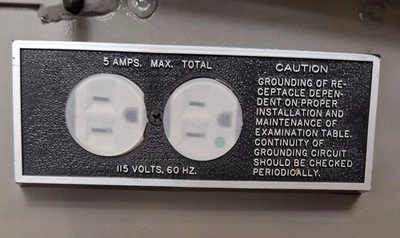 5 AMPS. MAX. TOTAL
115 VOLTS, 60 HZ.
CAUTION
GROUNDING OF RE-
CEPTACLE DEPEN-
DENT ON PROPER
INSTALLATION AND
MAINTENANCE OF
EXAMINATION TABLE.
CONTINUITY OF
GROUNDING CIRCUIT
SHOULD BE CHECKED
PERIODICALLY.